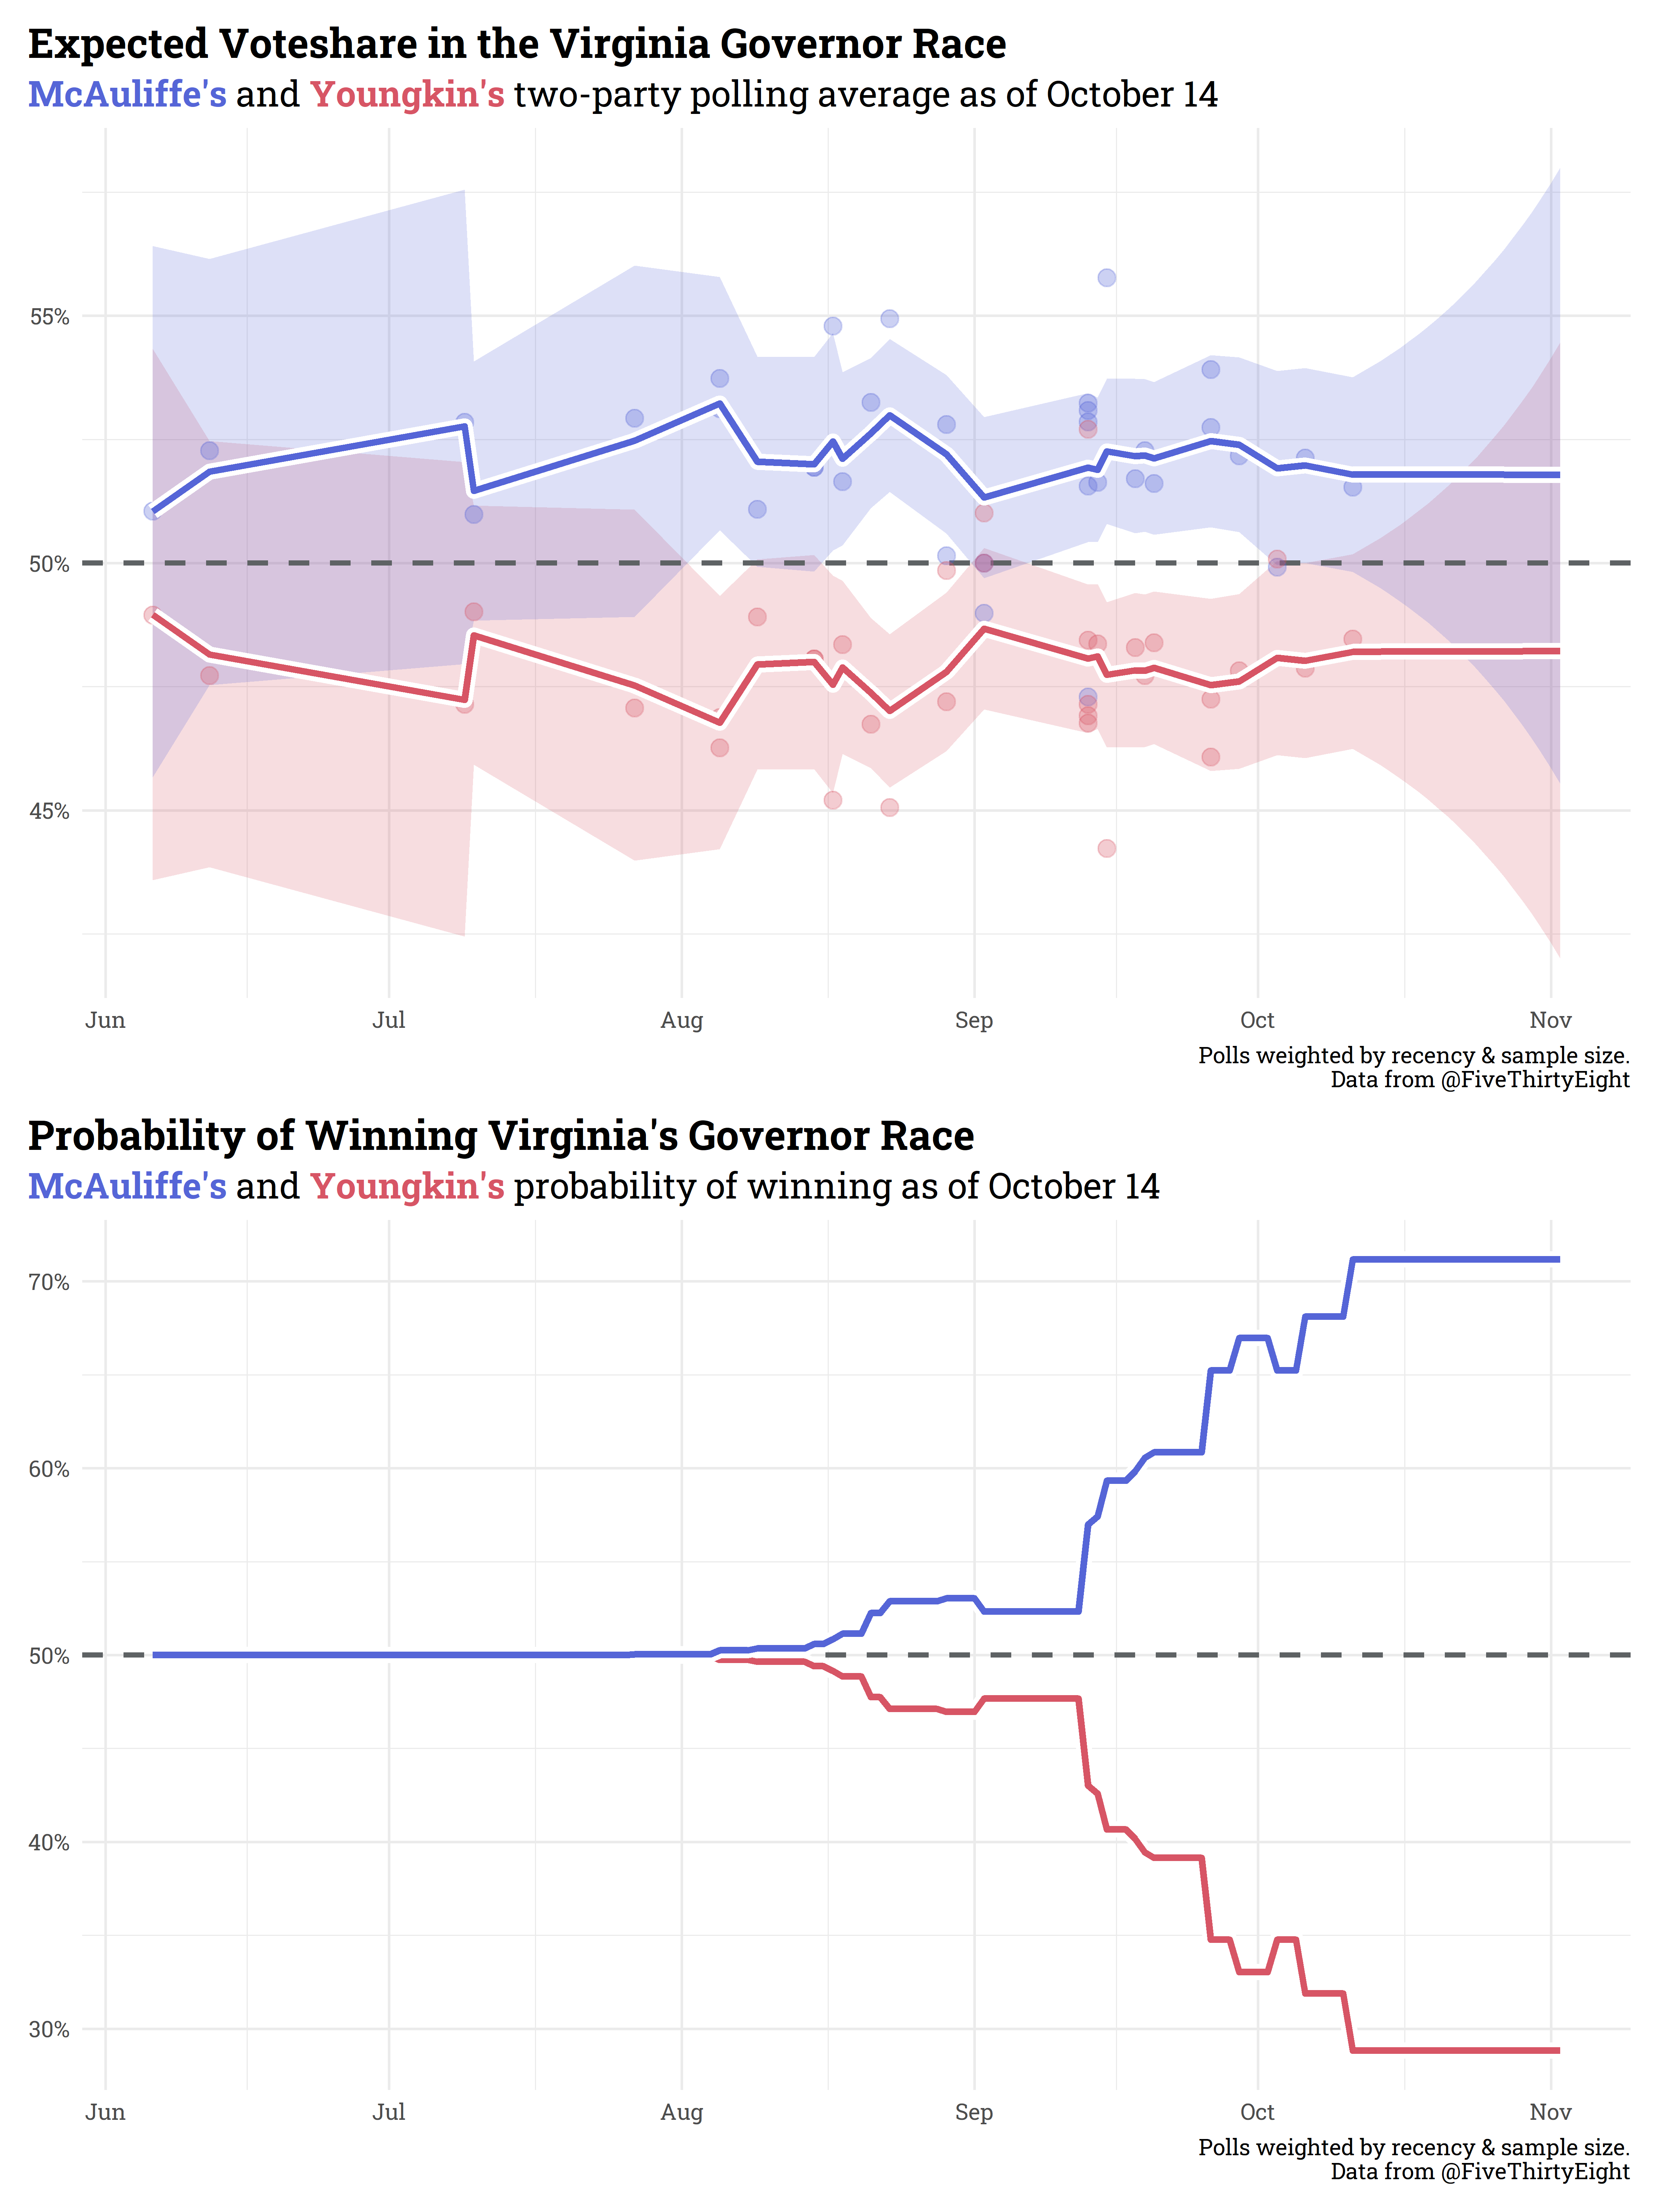 Expected Voteshare in the Virginia Governor Race
McAuliffe's and Youngkin's two-party polling average as of October 14
55%
50%
45%
Jun Jul Aug Sep Oct Nov
Polls weighted by recency & sample size.
Data from @FiveThirtyEight
Probability of Winning Virginia's Governor Race
McAuliffe's and Youngkin's probability of winning as of October 14
70%
60%
50%
40%
30%
Jun Jul Aug Sep Oct Nov
Polls weighted by recency & sample size.
Data from @FiveThirtyEight